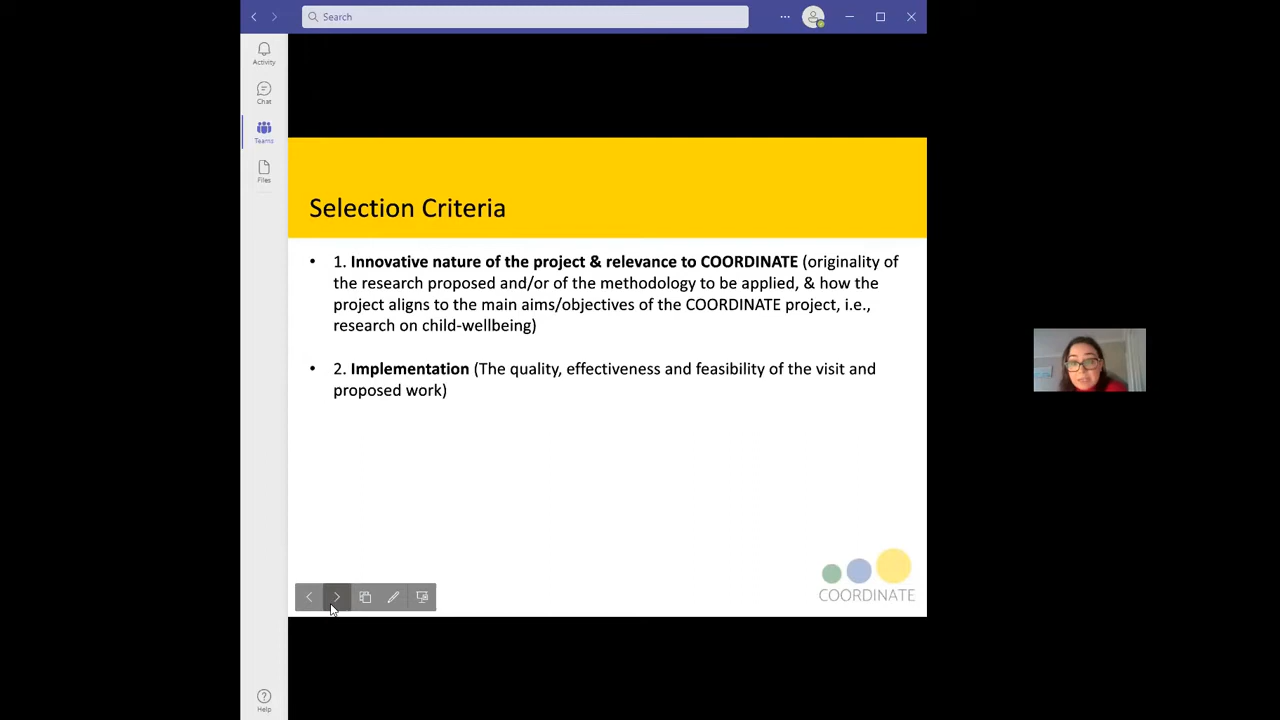 Search
Activity
Chat
Teams
Files
Selection Criteria
• 1. Innovative nature of the project & relevance to COORDINATE (originality of
the research proposed and/or of the methodology to be applied, & how the
project aligns to the main aims/objectives of the COORDINATE project, i.e.,
research on child-wellbeing)
• 2. Implementation (The quality, effectiveness and feasibility of the visit and
proposed work)
COORDINATE
Help